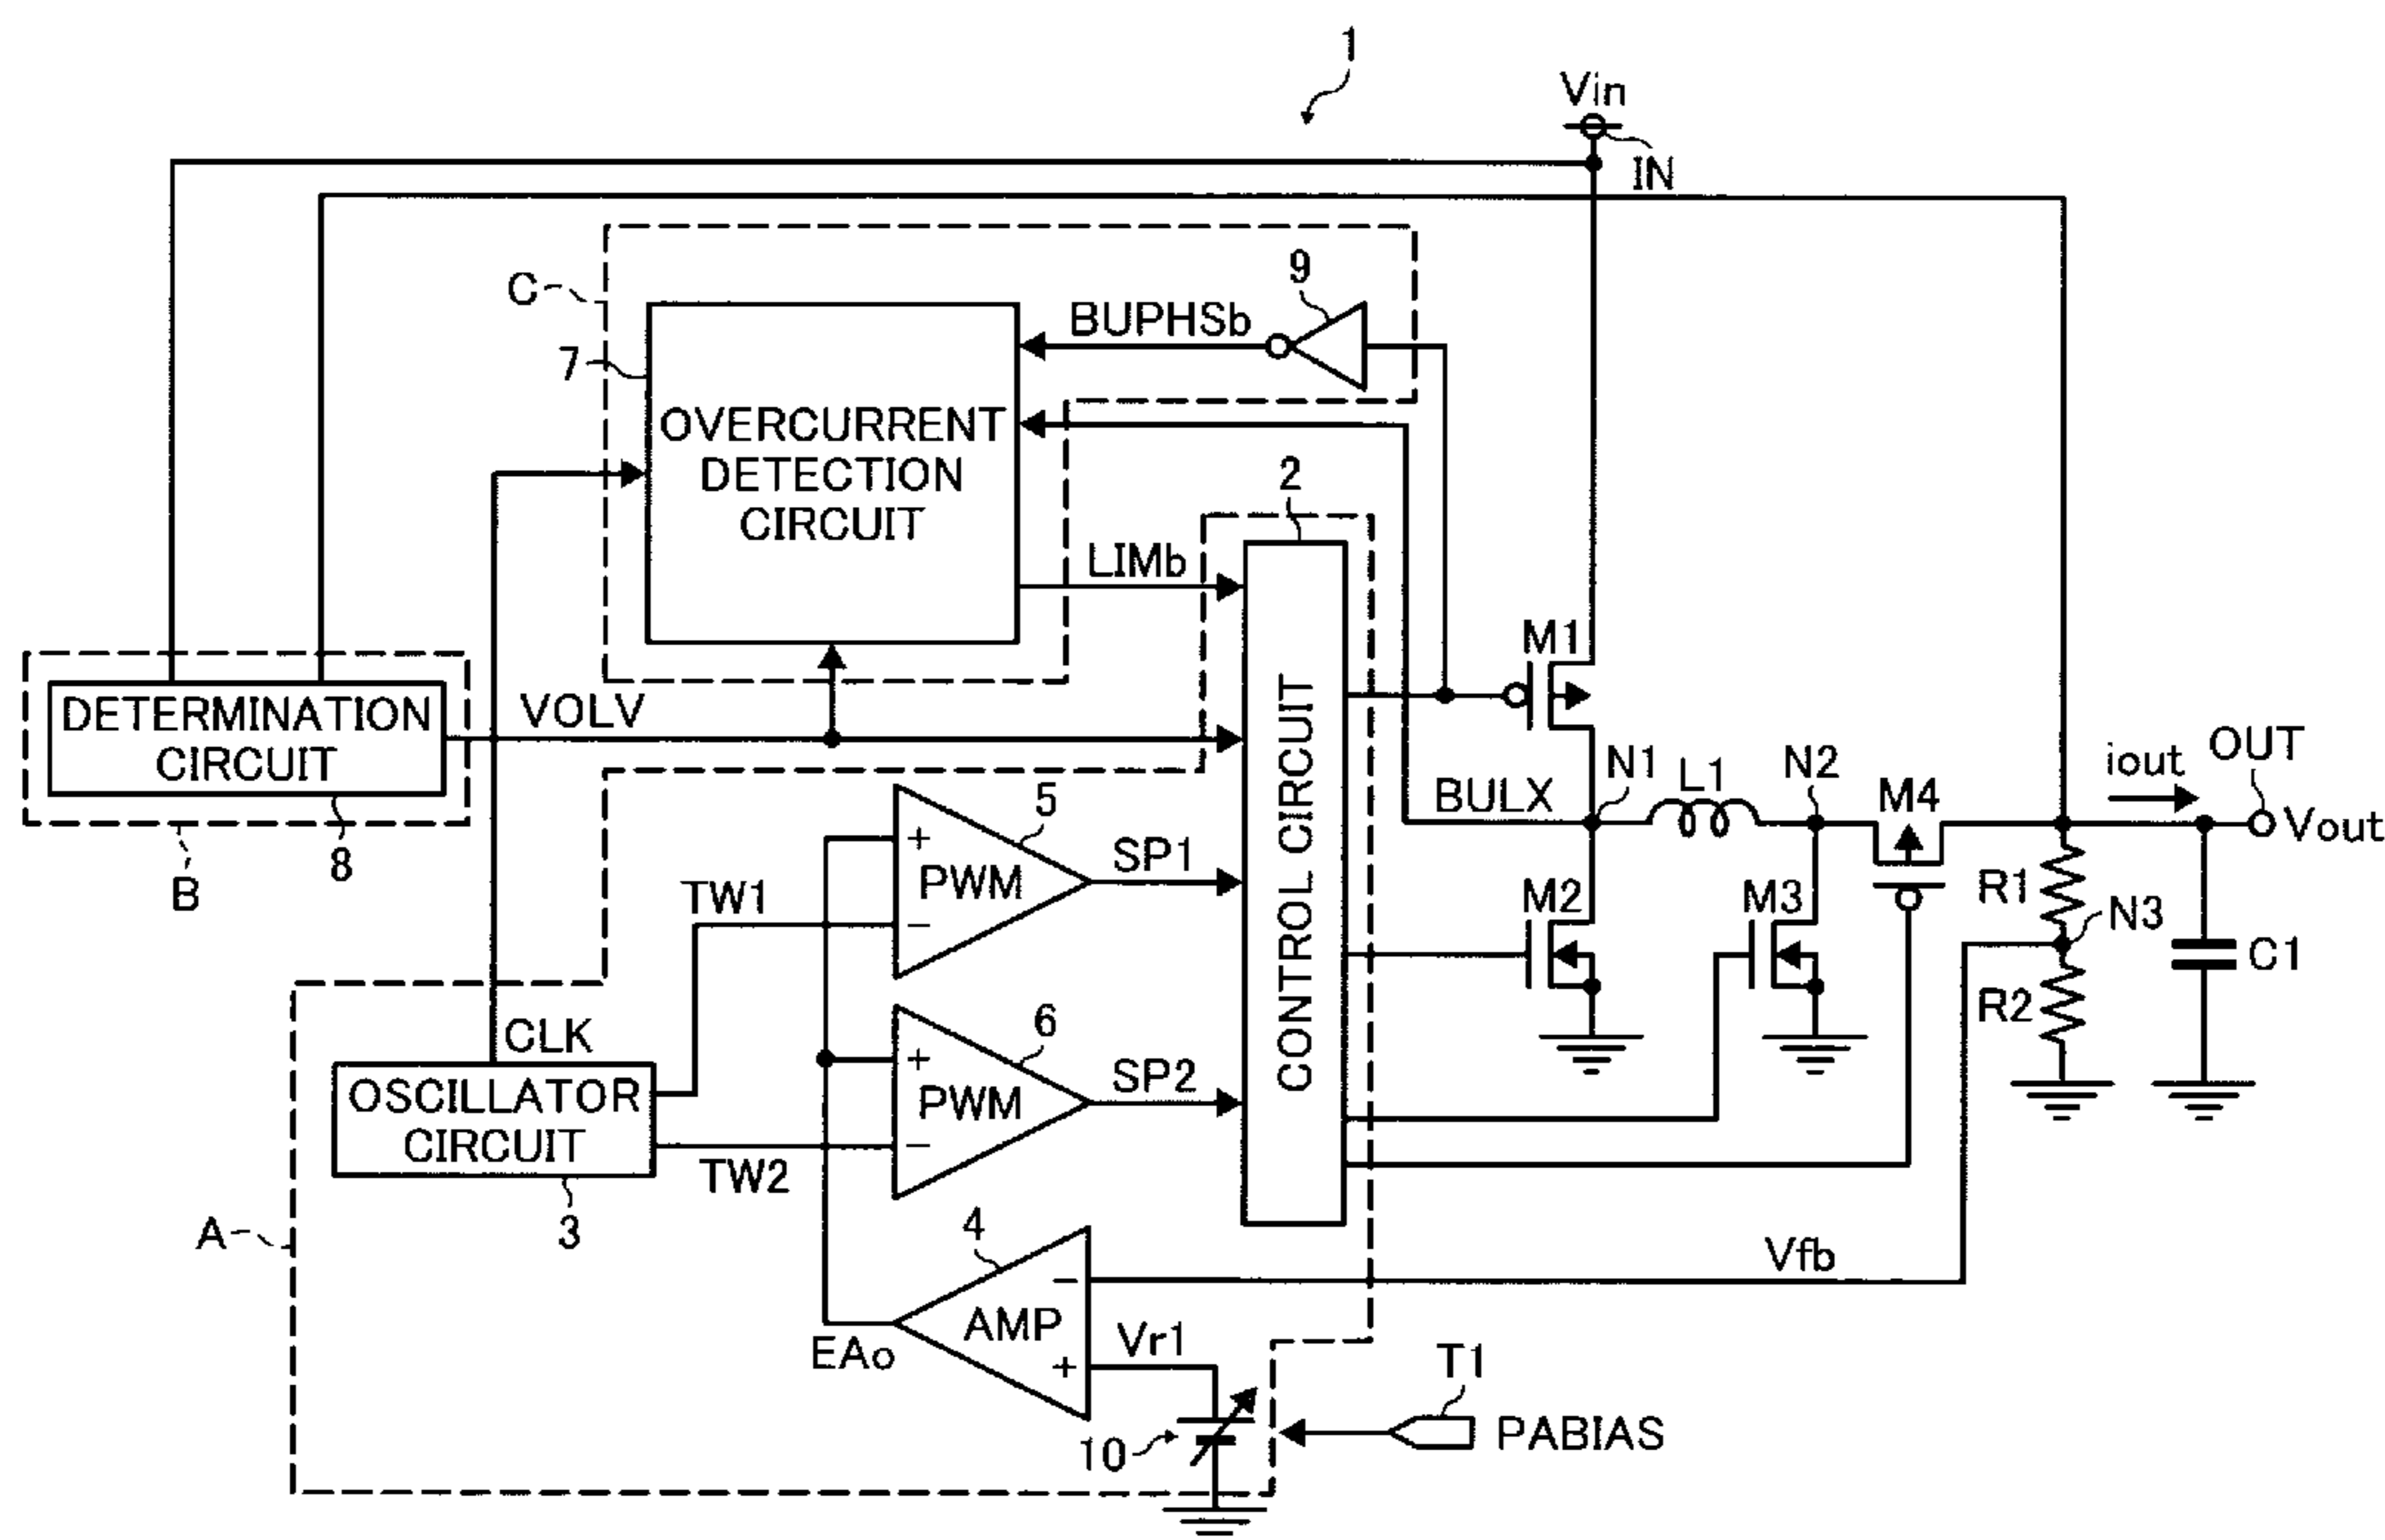 1
Vin
IN
C
9
BUPHSb
7
OVERCURRENT
DETECTION
CIRCUIT
2
LIMb
M1
DETERMINATION
CIRCUIT
VOLV
CONTROL CIRCUIT
8
B
BULX
N1
L1
N2
M4
iout
OUT
Vout
5
+
PWM
−
SP1
TW1
M2
M3
R1
N3
C1
R2
CLK
6
+
PWM
−
SP2
OSCILLATOR
CIRCUIT
TW2
3
A
4
−
AMP
+
EAo
Vfb
Vr1
T1
10
PABIAS